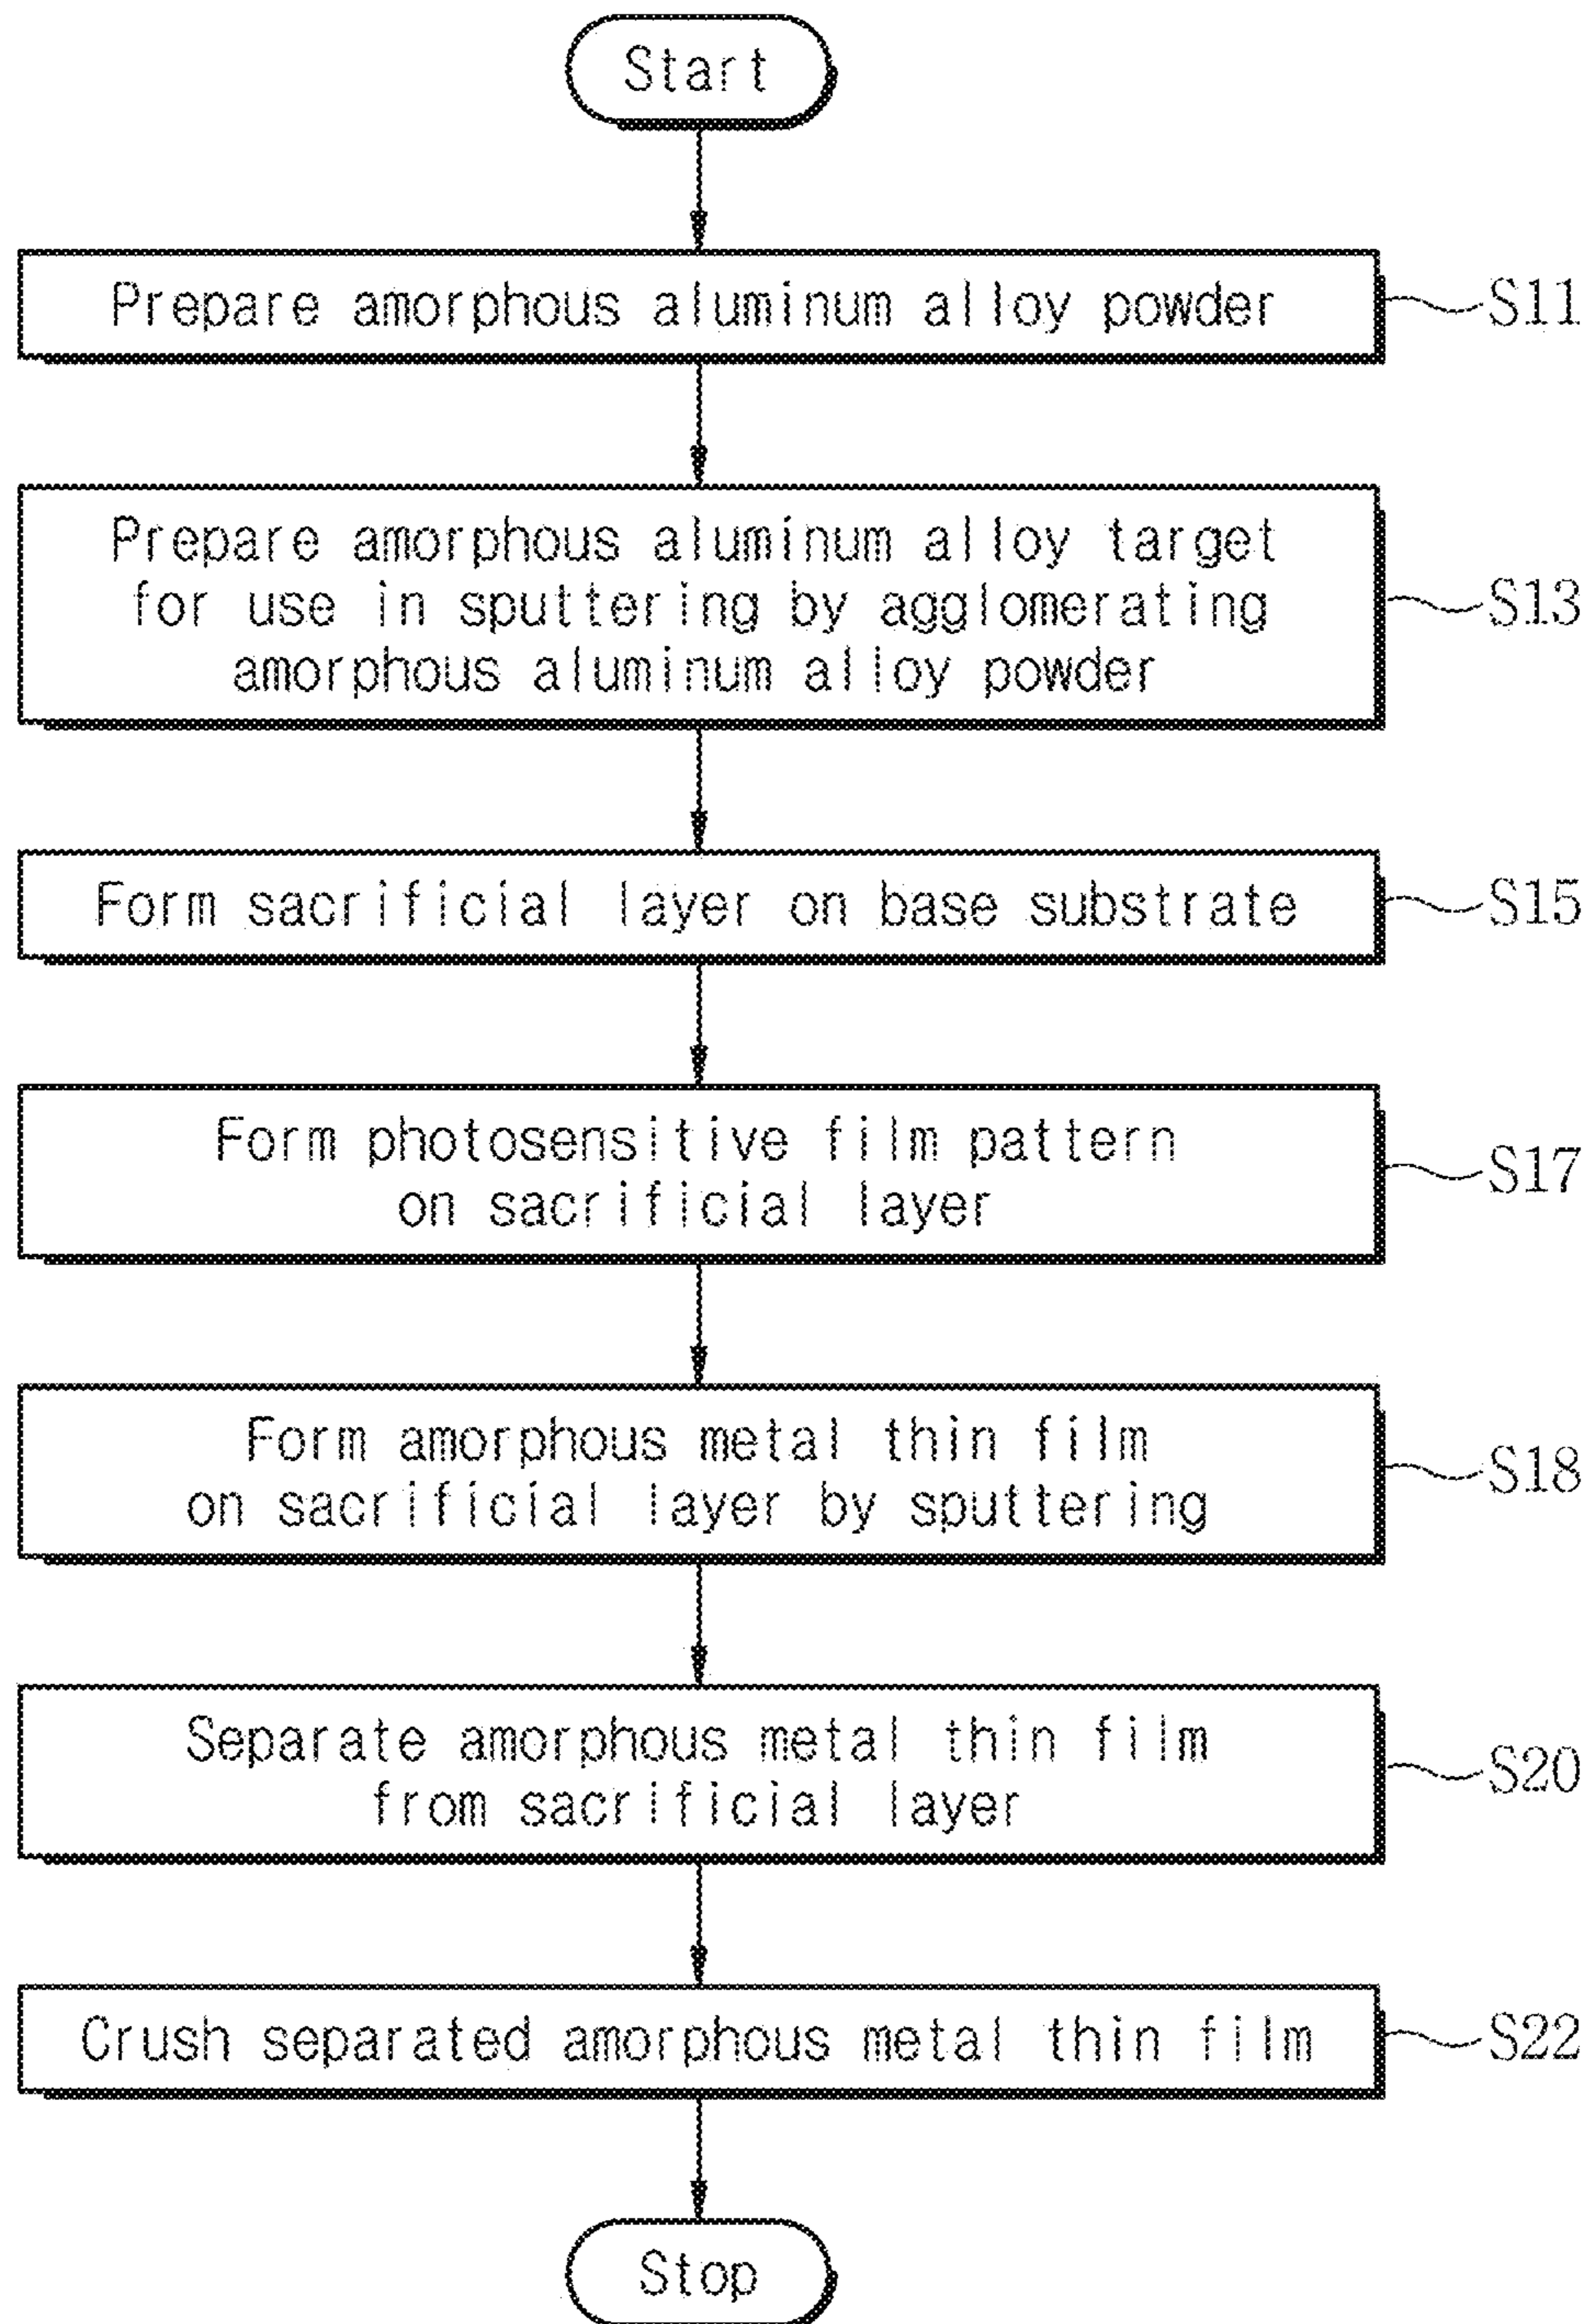 Start
Prepare amorphous aluminum alloy powder
S11
Prepare amorphous aluminum alloy target
for use in sputtering by agglomerating
amorphous aluminum alloy powder
S13
Form sacrificial layer on base substrate
S15
Form photosensitive film pattern
on sacrificial layer
S17
Form amorphous metal thin film
on sacrificial layer by sputtering
S18
Separate amorphous metal thin film
from sacrificial layer
S20
Crush separated amorphous metal thin film
S22
Stop